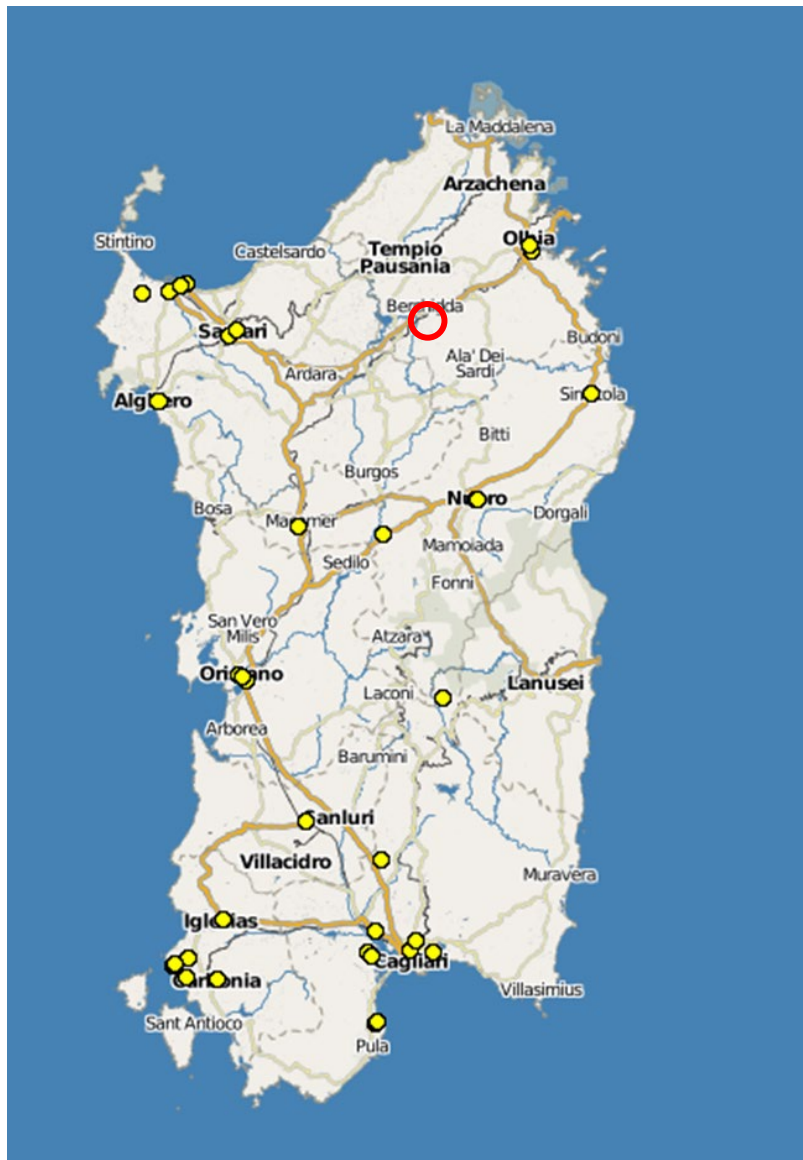 La Maddalena
Arzachena
Stintino
Olbia
Castelsardo
Tempio
Pausania
Berchidda
Sassari
Budoni
Ala' Dei
Sardi
Ardara
Siniscola
Alghero
Bitti
Burgos
Nuoro
Bosa
Dorgali
Macomer
Mamoiada
Sedilo
Fonni
San Vero
Milis
Atzara
Oristano
Lanusei
Laconi
Arborea
Barumini
Sanluri
Villacidro
Muravera
Iglesias
Cagliari
Carbonia
Villasimius
Sant Antioco
Pula